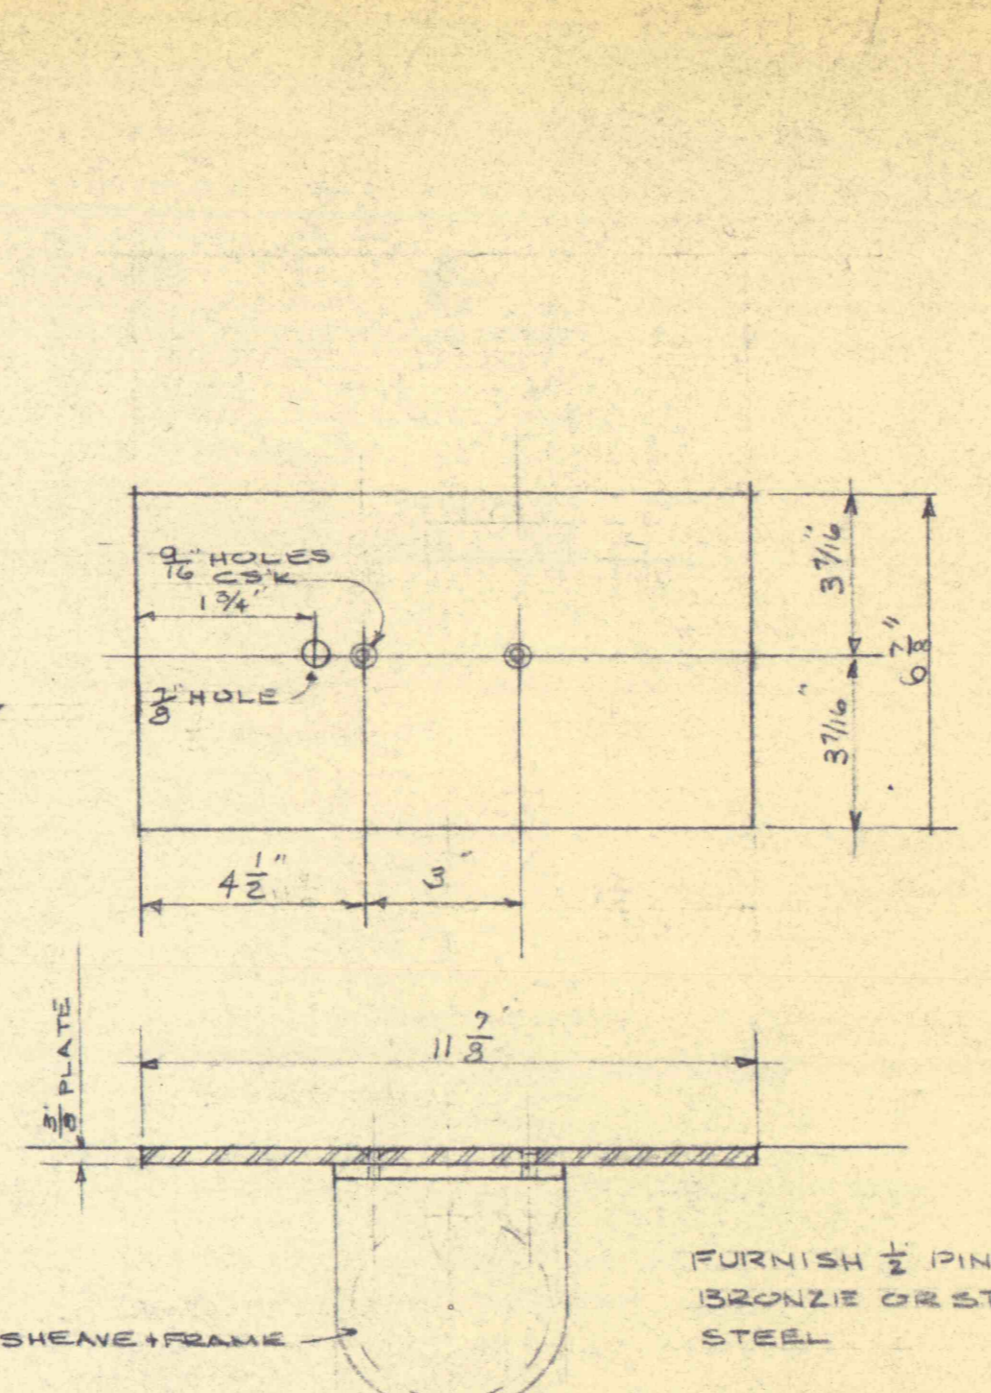 9/16" HOLES
CS'K
1 3/4"
7/8" HOLE
3 7/16"
6 7/8"
3 7/16"
4 1/2"
3"
11 7/8"
3/8" PLATE
FURNISH 1/2 PIN
BRONZE OR ST
STEEL
SHEAVE + FRAME